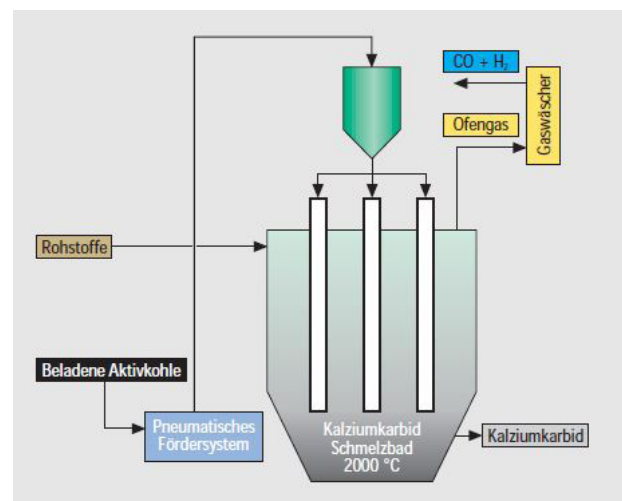 CO + H₂
Ofengas
Gaswäscher
Rohstoffe
Beladene Aktivkohle
Pneumatisches
Fördersystem
Kalziumkarbid
Schmelzbad
2000 °C
Kalziumkarbid